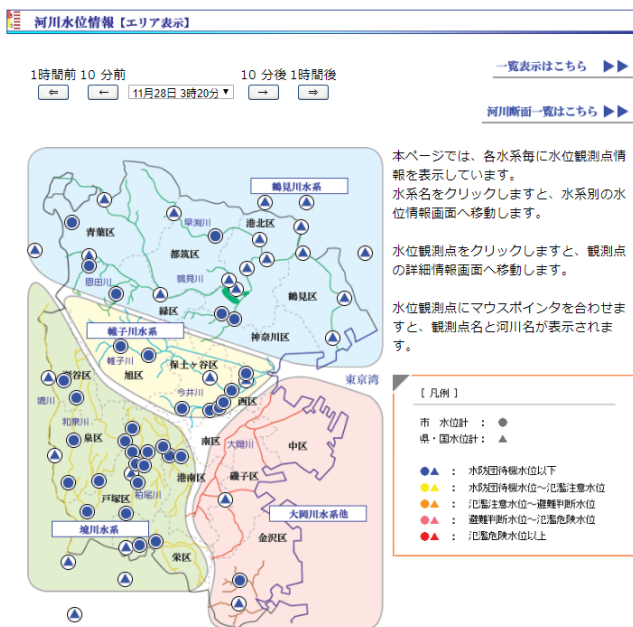 河川水位情報【エリア表示】
一覧表示はこちら ▶▶
1時間前 10 分前 10 分後 1時間後
⇐ ← 11月28日 3時20分▼ → ⇒
河川断面一覧はこちら ▶▶
本ページでは、各水系毎に水位観測点情
報を表示しています。
水系名をクリックしますと、水系別の水
位情報画面へ移動します。
水位観測点をクリックしますと、観測点
の詳細情報画面へ移動します。
水位観測点にマウスポインタを合わせま
すと、観測点名と河川名が表示されま
す。
鶴見川水系
早渕川
港北区
青葉区
都筑区
恩田川
鶴見川
緑区
鶴見区
神奈川区
帷子川水系
帷子川
旭区
保土ヶ谷区
東京湾
瀬谷区
今井川
西区
境川
和泉川
泉区
南区
大岡川
中区
港南区
磯子区
戸塚区
柏尾川
大岡川水系他
境川水系
金沢区
栄区
[ 凡例 ]
市 水位計 : ●
県・国水位計: ▲
●▲ : 水防団待機水位以下
●▲ : 水防団待機水位～氾濫注意水位
●▲ : 氾濫注意水位～避難判断水位
●▲ : 避難判断水位～氾濫危険水位
●▲ : 氾濫危険水位以上